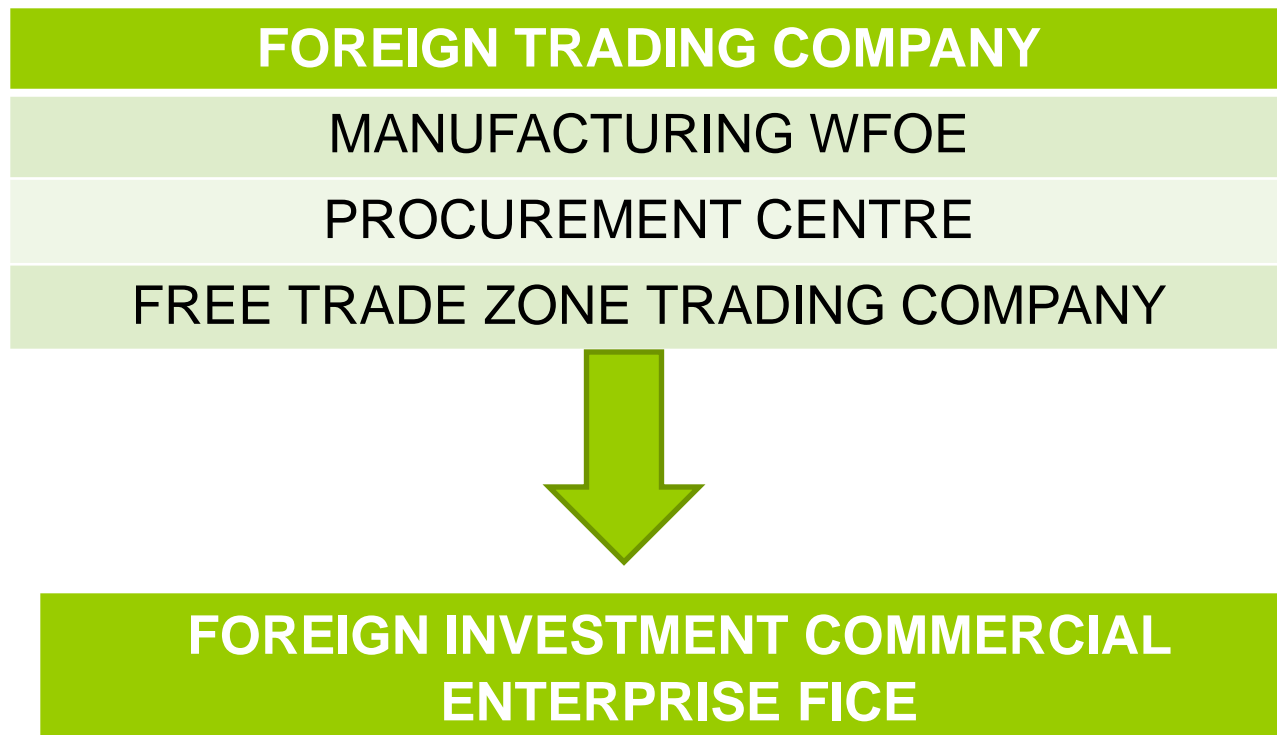 FOREIGN TRADING COMPANY
MANUFACTURING WFOE
PROCUREMENT CENTRE
FREE TRADE ZONE TRADING COMPANY
FOREIGN INVESTMENT COMMERCIAL
ENTERPRISE FICE